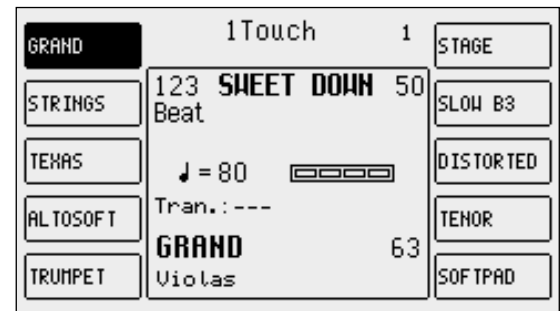 1Touch 1
GRAND
STRINGS
TEXAS
ALTOSOFT
TRUMPET
123 SWEET DOWN 50
Beat
♩=80
Tran.:---
GRAND 63
Violas
STAGE
SLOW B3
DISTORTED
TENOR
SOFTPAD